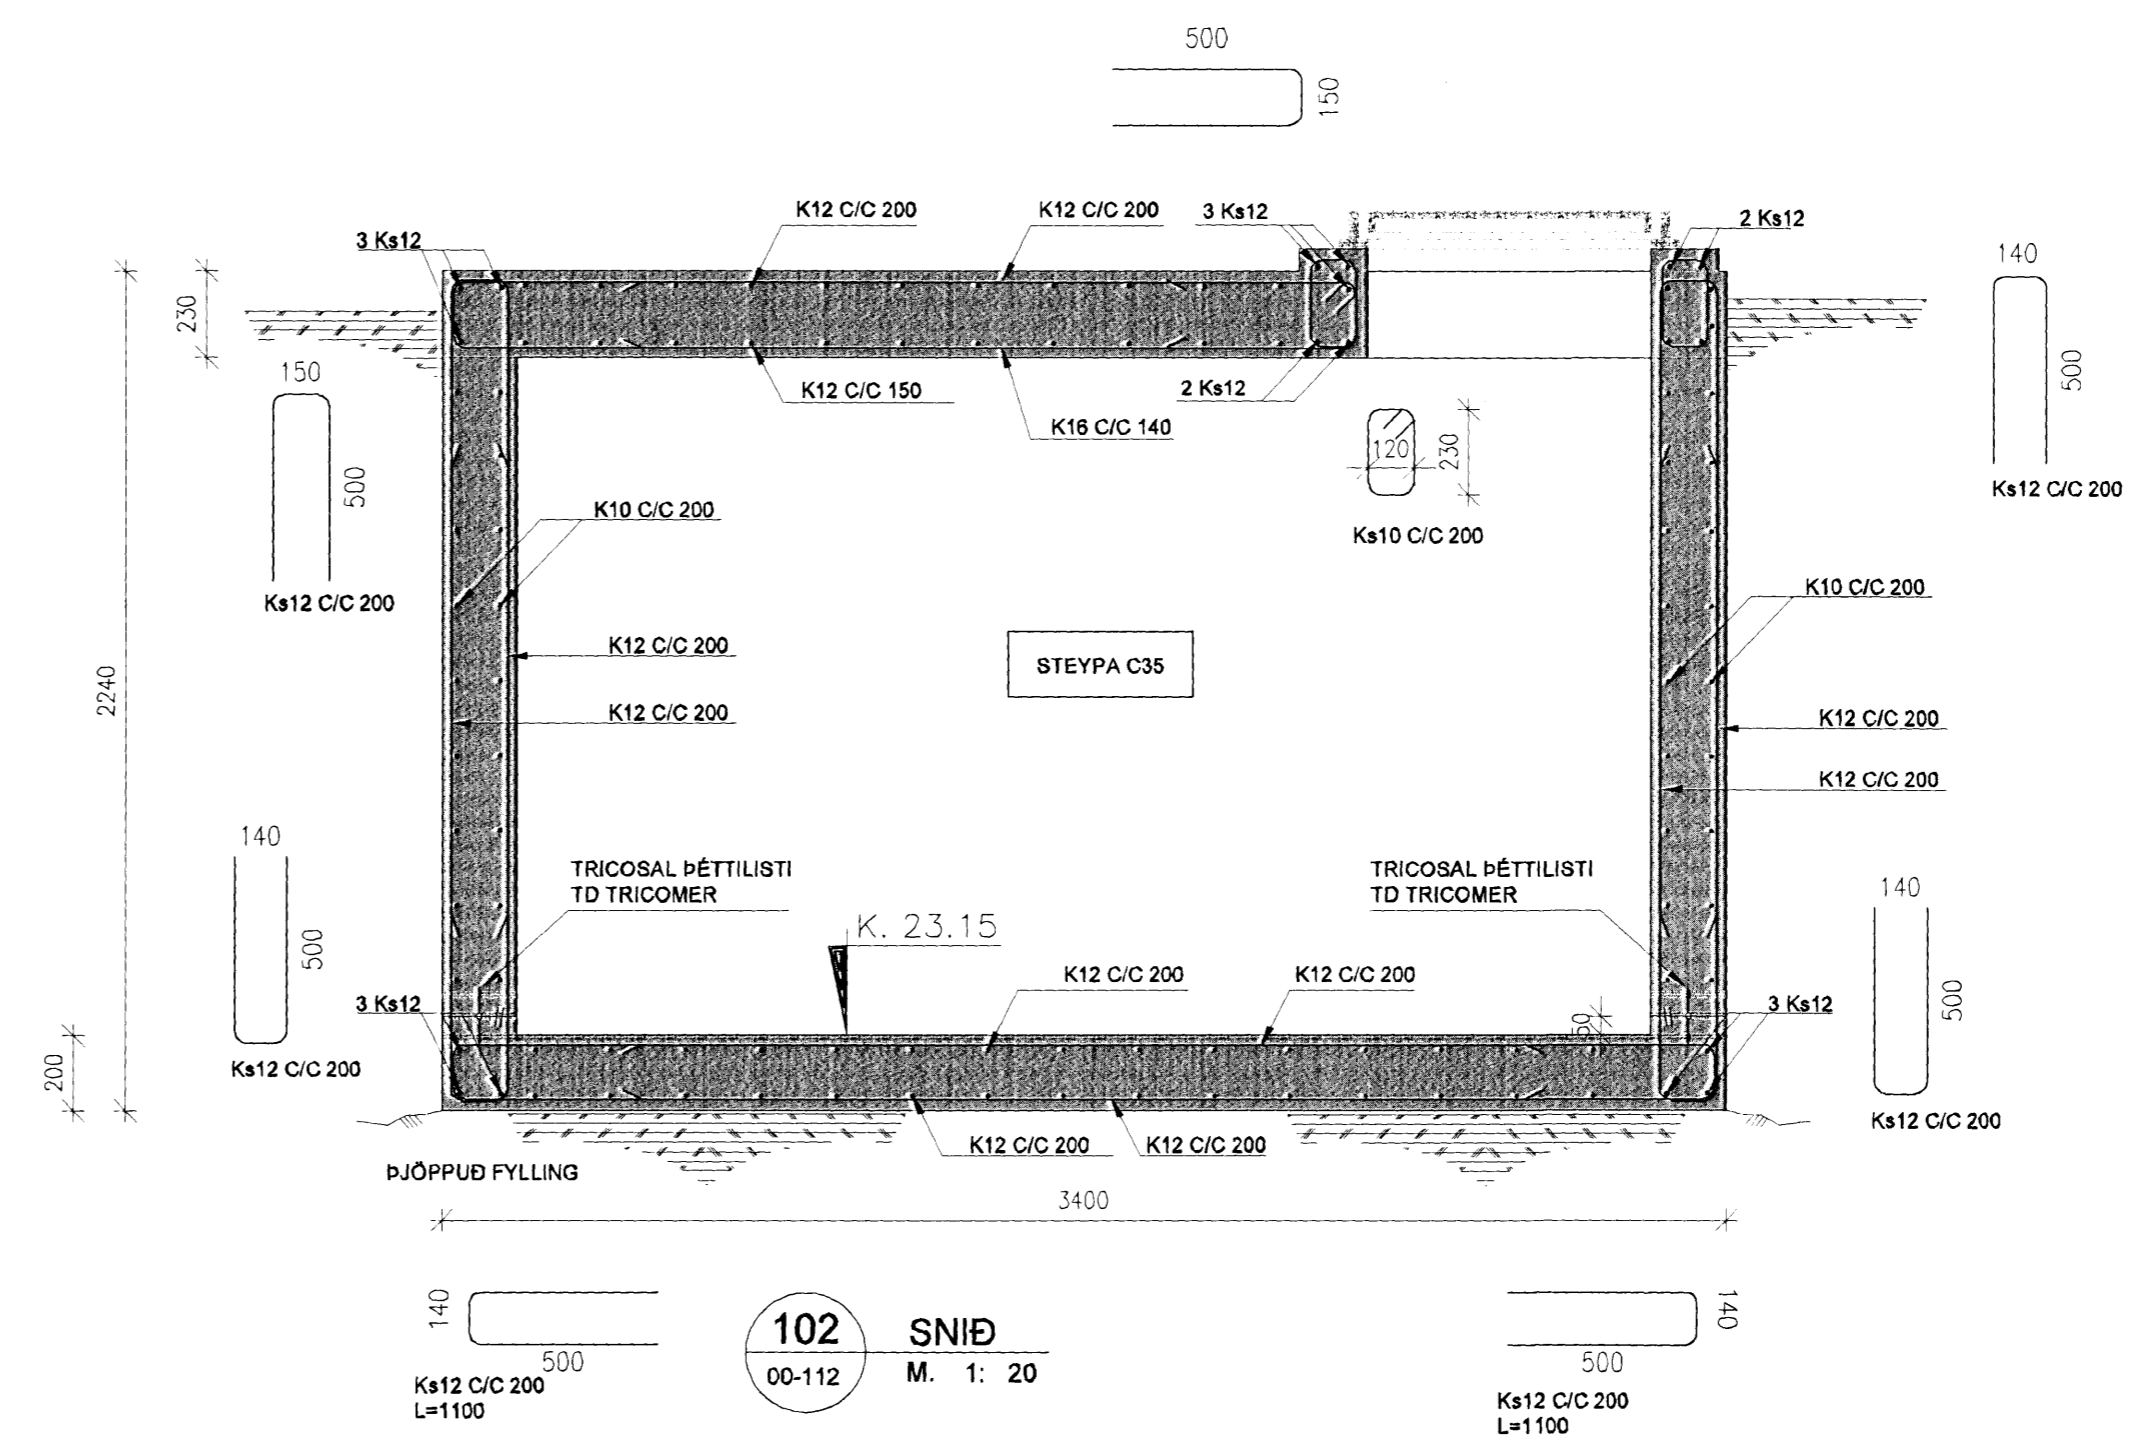 500
150
K12 C/C 200
K12 C/C 200
3 Ks12
2 Ks12
3 Ks12
140
230
500
150
K12 C/C 150
2 Ks12
K16 C/C 140
120
230
500
Ks12 C/C 200
K10 C/C 200
Ks10 C/C 200
Ks12 C/C 200
K10 C/C 200
2240
K12 C/C 200
STEYPA C35
K12 C/C 200
K12 C/C 200
K12 C/C 200
140
TRICOSAL ÞÉTTILISTI
TD TRICOMER
TRICOSAL ÞÉTTILISTI
TD TRICOMER
140
K. 23.15
500
K12 C/C 200
K12 C/C 200
500
3 Ks12
50
3 Ks12
200
Ks12 C/C 200
Ks12 C/C 200
K12 C/C 200
K12 C/C 200
ÞJÖPPUÐ FYLLING
3400
140
500
Ks12 C/C 200
L=1100
102
00-112
SNIÐ
M. 1: 20
140
500
Ks12 C/C 200
L=1100